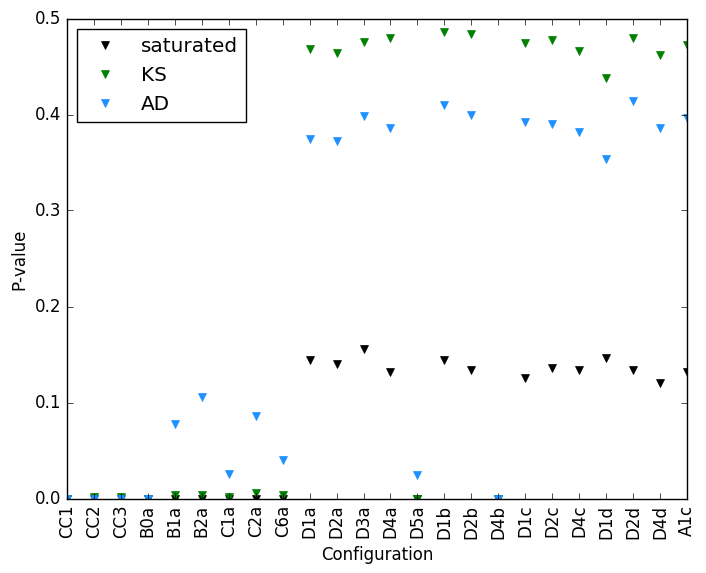 saturated
KS
AD
P-value
0.5
0.4
0.3
0.2
0.1
0.0
CC1
CC2
CC3
B0a
B1a
B2a
C1a
C2a
C6a
D1a
D2a
D3a
D4a
D5a
D1b
D2b
D4b
D1c
D2c
D4c
D1d
D2d
D4d
A1c
Configuration